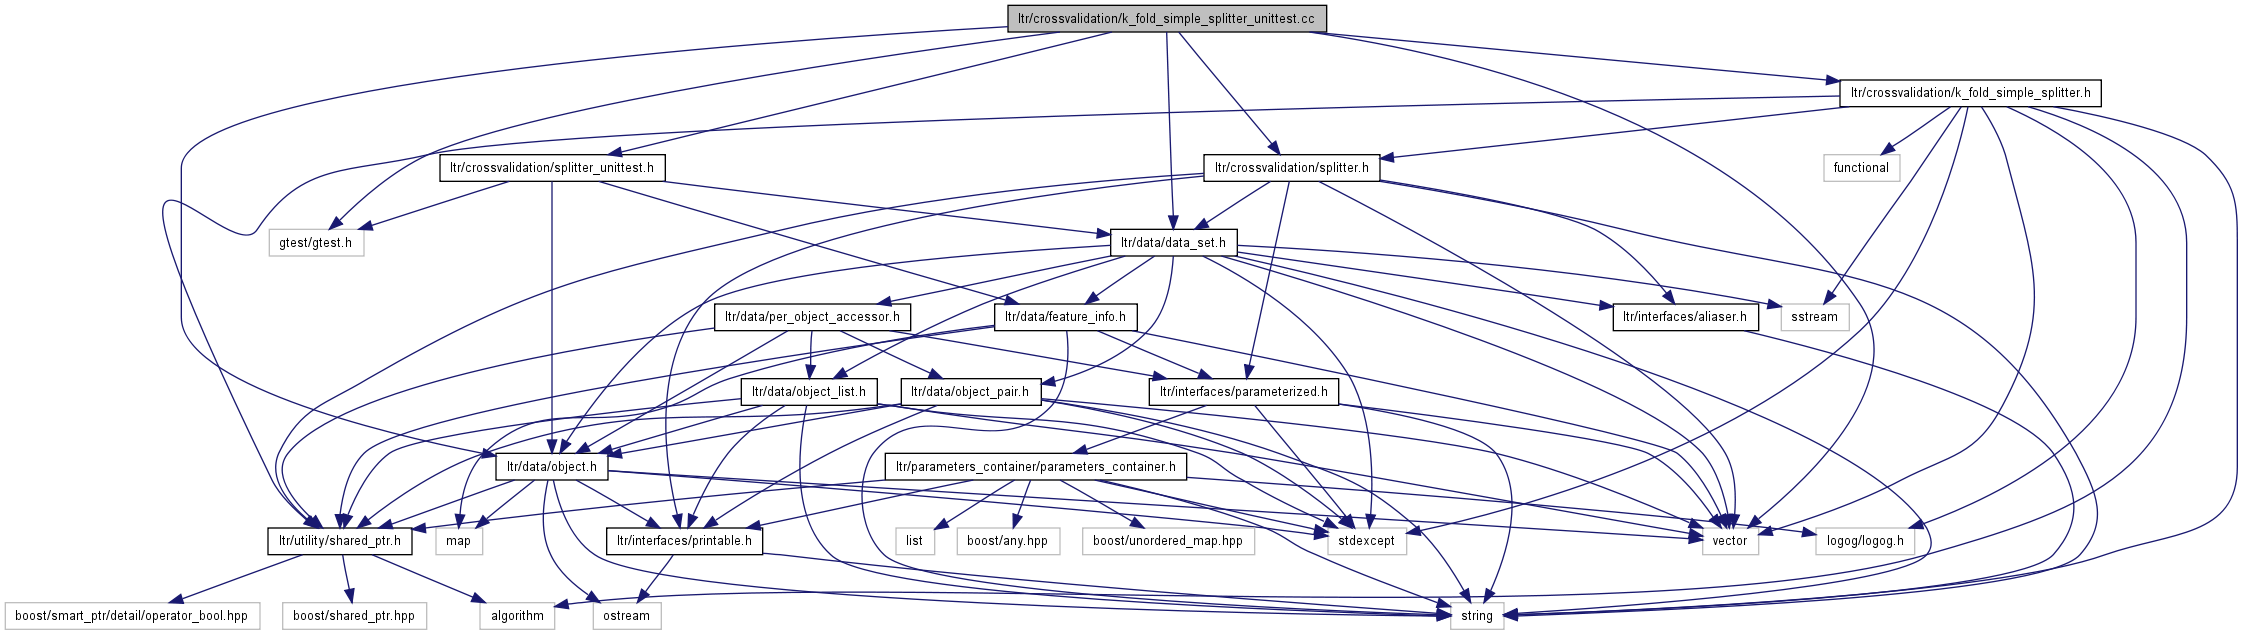 ltr/crossvalidation/k_fold_simple_splitter_unittest.cc
ltr/crossvalidation/k_fold_simple_splitter.h
ltr/crossvalidation/splitter_unittest.h
ltr/crossvalidation/splitter.h
functional
gtest/gtest.h
ltr/data/data_set.h
ltr/data/per_object_accessor.h
ltr/data/feature_info.h
ltr/interfaces/aliaser.h
sstream
ltr/data/object_list.h
ltr/data/object_pair.h
ltr/interfaces/parameterized.h
ltr/data/object.h
ltr/parameters_container/parameters_container.h
ltr/utility/shared_ptr.h
map
ltr/interfaces/printable.h
list
boost/any.hpp
boost/unordered_map.hpp
stdexcept
vector
logog/logog.h
boost/smart_ptr/detail/operator_bool.hpp
boost/shared_ptr.hpp
algorithm
ostream
string